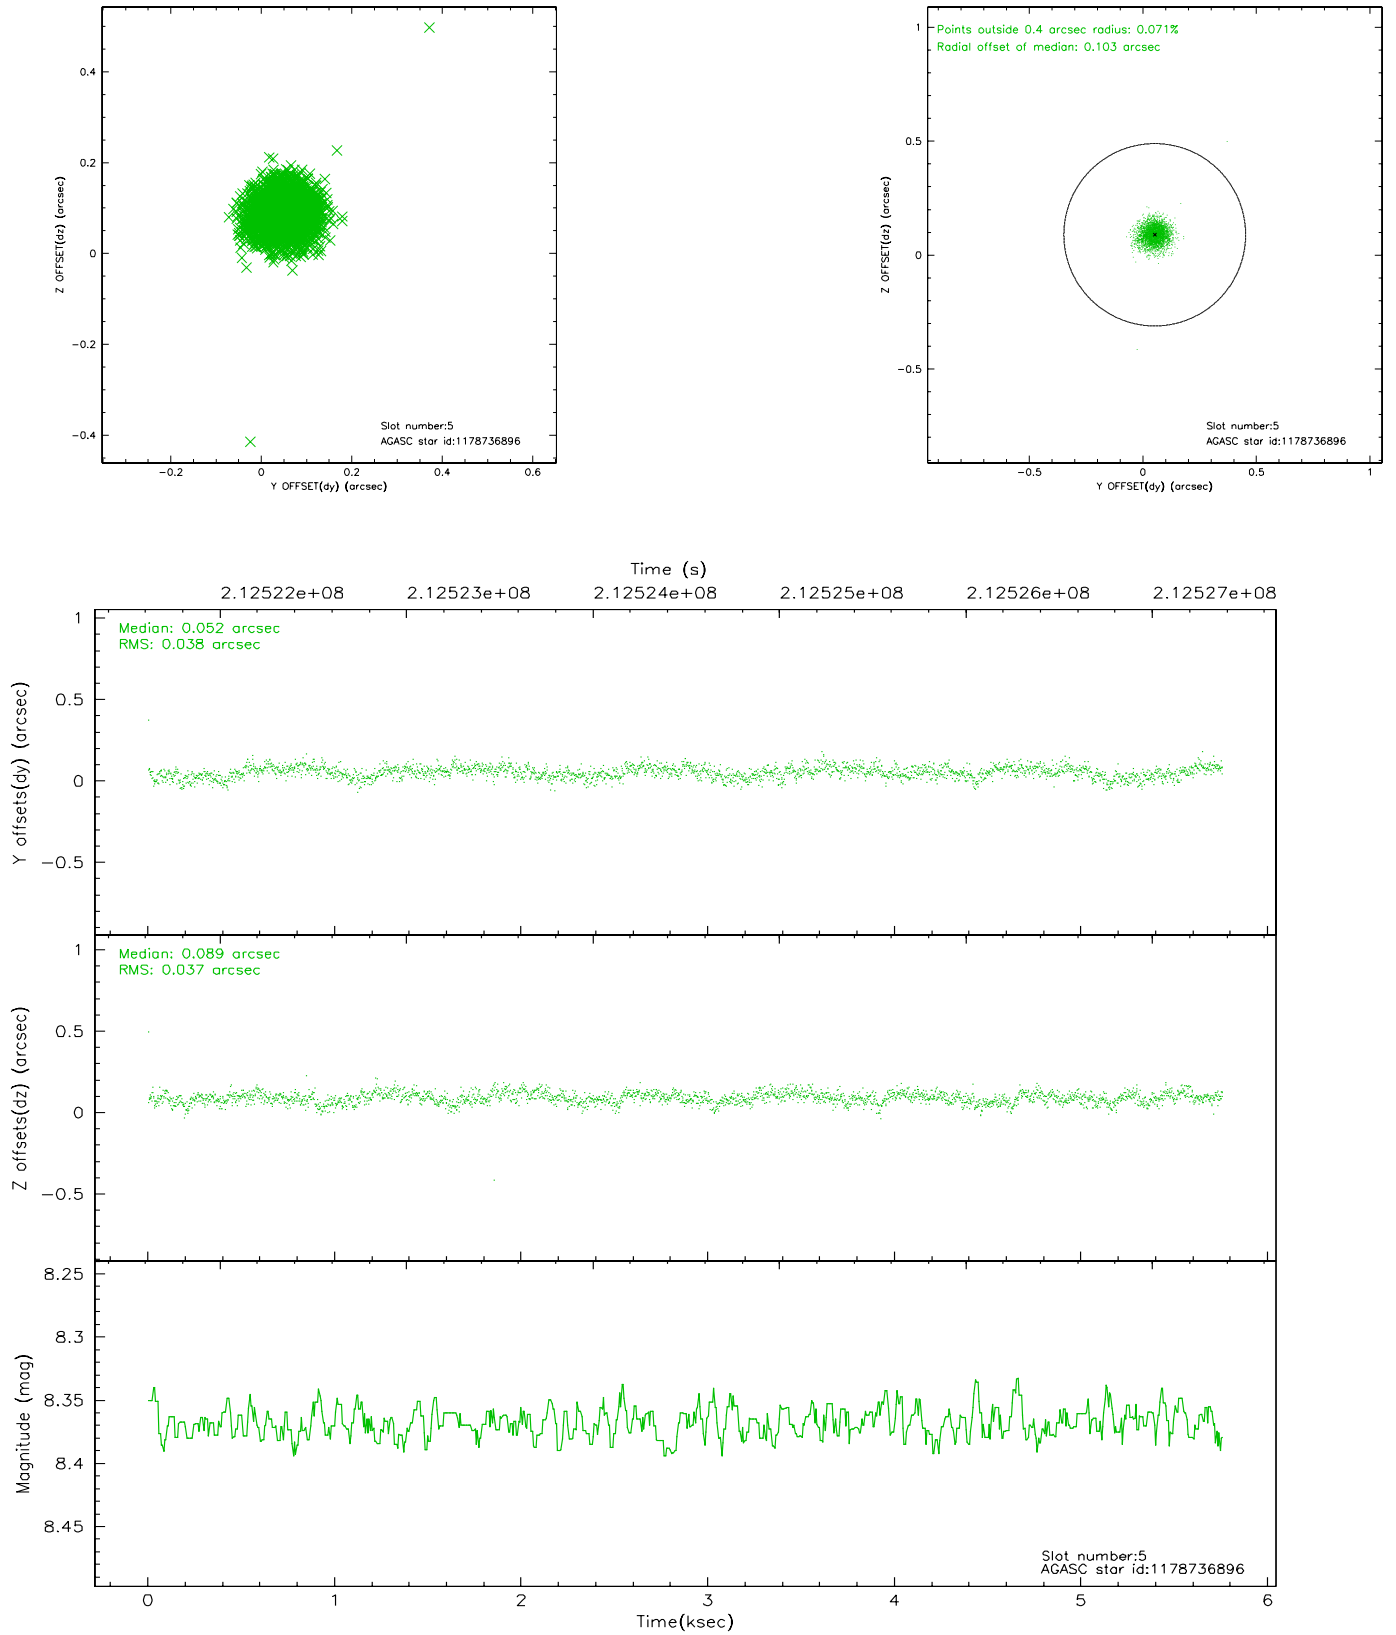 0.4
0.2
0
−0.2
−0.4
Z OFFSET(dz) (arcsec)
Slot number:5
AGASC star id:1178736896
−0.2 0 0.2 0.4 0.6
Y OFFSET(dy) (arcsec)
Points outside 0.4 arcsec radius: 0.071%
Radial offset of median: 0.103 arcsec
1
0.5
0
−0.5
Z OFFSET(dz) (arcsec)
Slot number:5
AGASC star id:1178736896
−0.5 0 0.5 1
Y OFFSET(dy) (arcsec)
Time (s)
2.12522e+08 2.12523e+08 2.12524e+08 2.12525e+08 2.12526e+08 2.12527e+08
Median: 0.052 arcsec
RMS: 0.038 arcsec
1
0.5
0
−0.5
Y offsets(dy) (arcsec)
Median: 0.089 arcsec
RMS: 0.037 arcsec
1
0.5
0
−0.5
Z offsets(dz) (arcsec)
8.25
8.3
8.35
8.4
8.45
Magnitude (mag)
Slot number:5
AGASC star id:1178736896
0 1 2 3 4 5 6
Time(ksec)